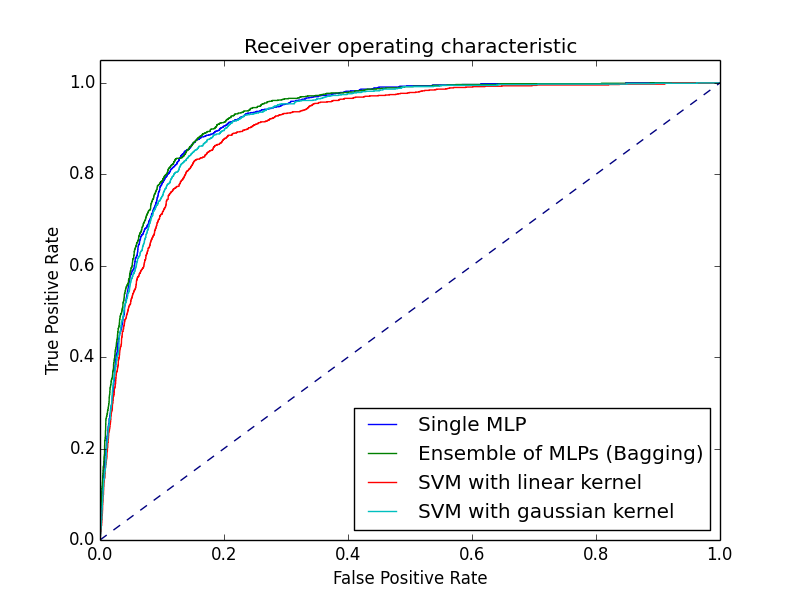 Receiver operating characteristic
1.0
0.8
0.6
0.4
0.2
0.0
True Positive Rate
Single MLP
Ensemble of MLPs (Bagging)
SVM with linear kernel
SVM with gaussian kernel
0.0 0.2 0.4 0.6 0.8 1.0
False Positive Rate